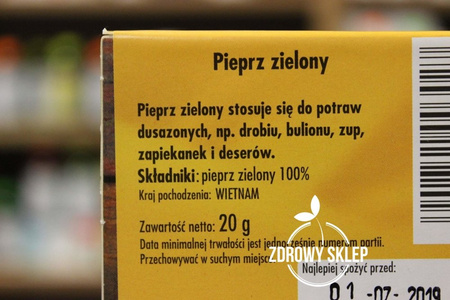 Pieprz zielony
Pieprz zielony stosuje się do potraw
dusazonych, np. drobiu, bulionu, zup,
zapiekanek i deserów.
Składniki: pieprz zielony 100%
Kraj pochodzenia: WIETNAM
Zawartość netto: 20 g
Data minimalnej trwałości jest jednocześnie numerem partii.
Przechowywać w suchym miejscu
ZDROWY SKLEP
Najlepiej spożyć przed:
01 -07- 2019